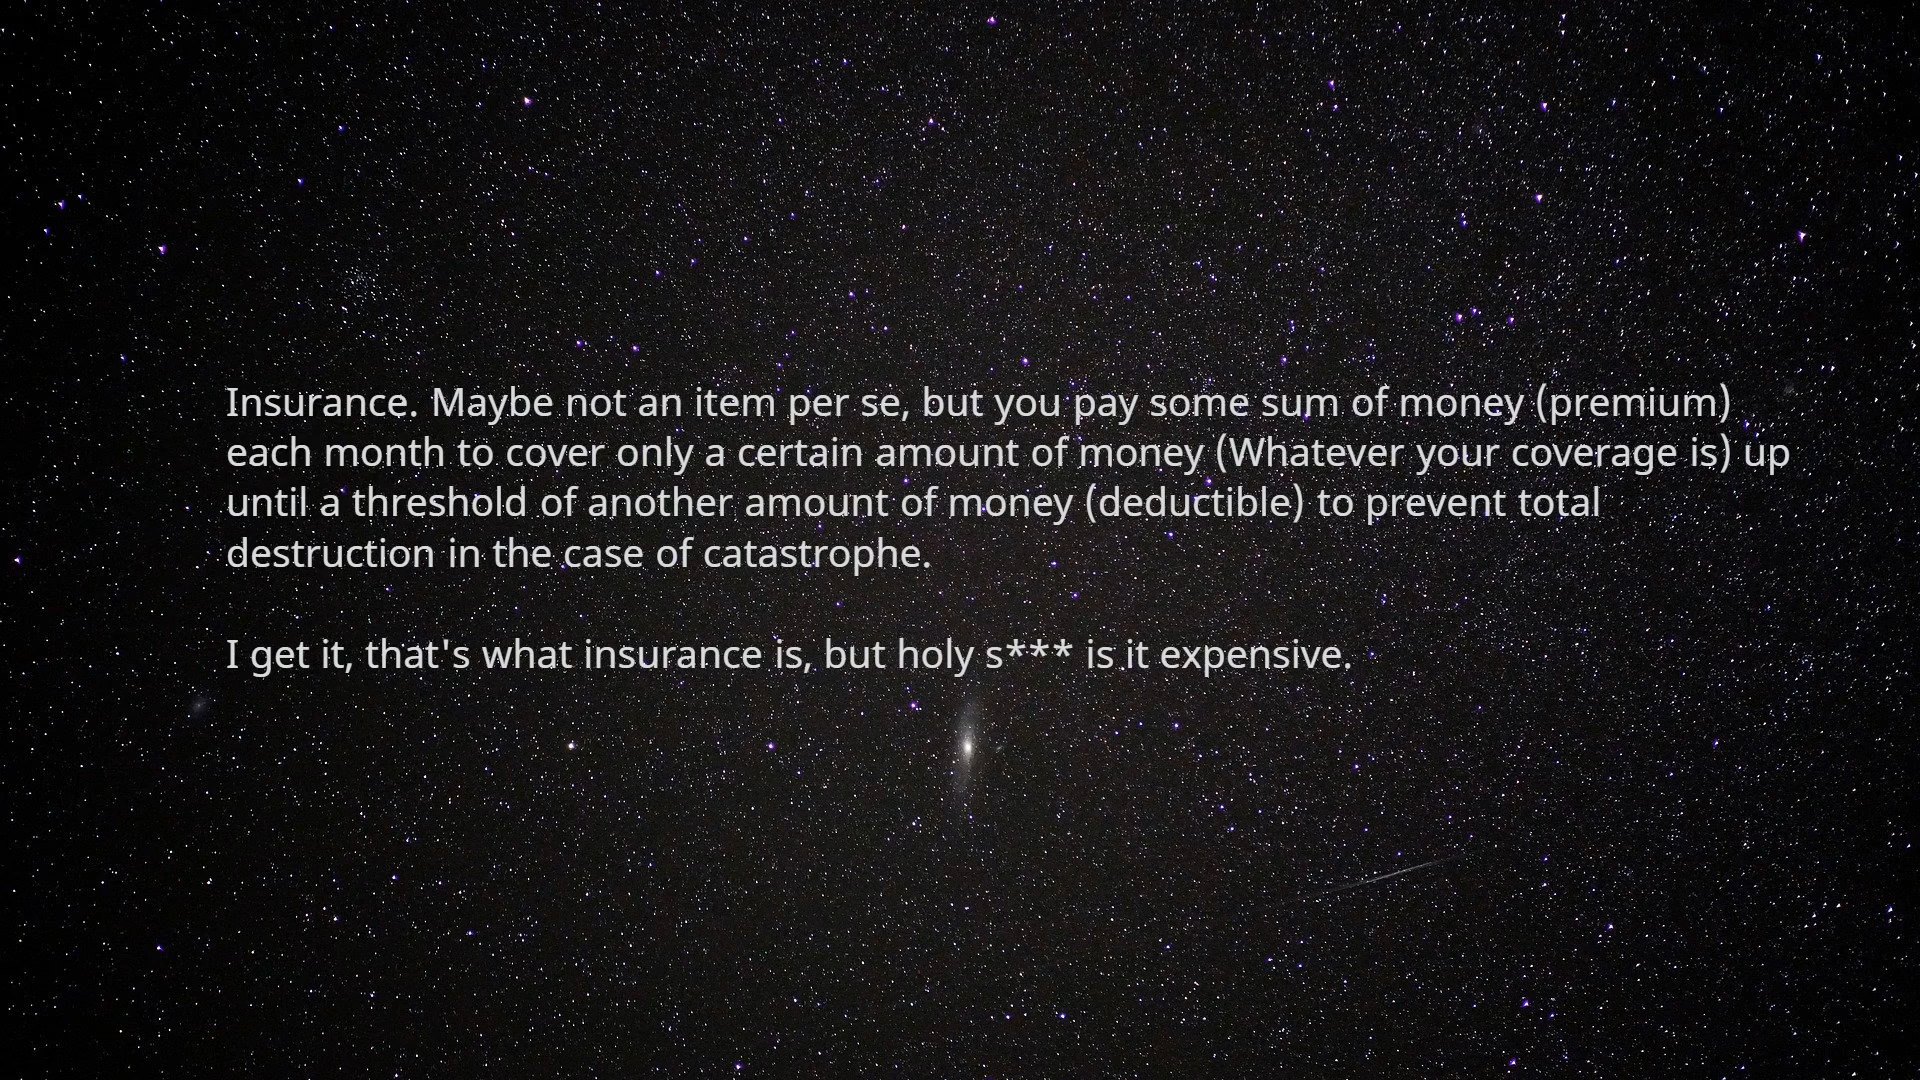 Insurance. Maybe not an item per se, but you pay some sum of money (premium)
each month to cover only a certain amount of money (Whatever your coverage is) up
until a threshold of another amount of money (deductible) to prevent total
destruction in the case of catastrophe.
I get it, that's what insurance is, but holy s*** is it expensive.